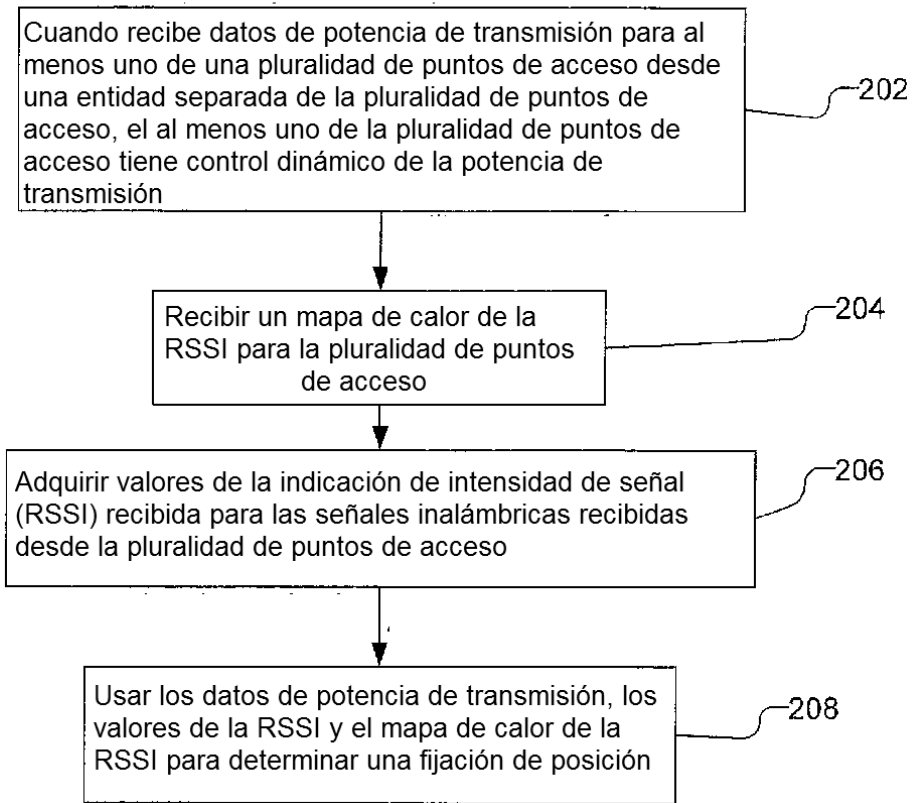 Cuando recibe datos de potencia de transmisión para al
menos uno de una pluralidad de puntos de acceso desde
una entidad separada de la pluralidad de puntos de
acceso, el al menos uno de la pluralidad de puntos de
acceso tiene control dinámico de la potencia de
transmisión
202
Recibir un mapa de calor de la
RSSI para la pluralidad de puntos
de acceso
204
Adquirir valores de la indicación de intensidad de señal
(RSSI) recibida para las señales inalámbricas recibidas
desde la pluralidad de puntos de acceso
206
Usar los datos de potencia de transmisión, los
valores de la RSSI y el mapa de calor de la
RSSI para determinar una fijación de posición
208